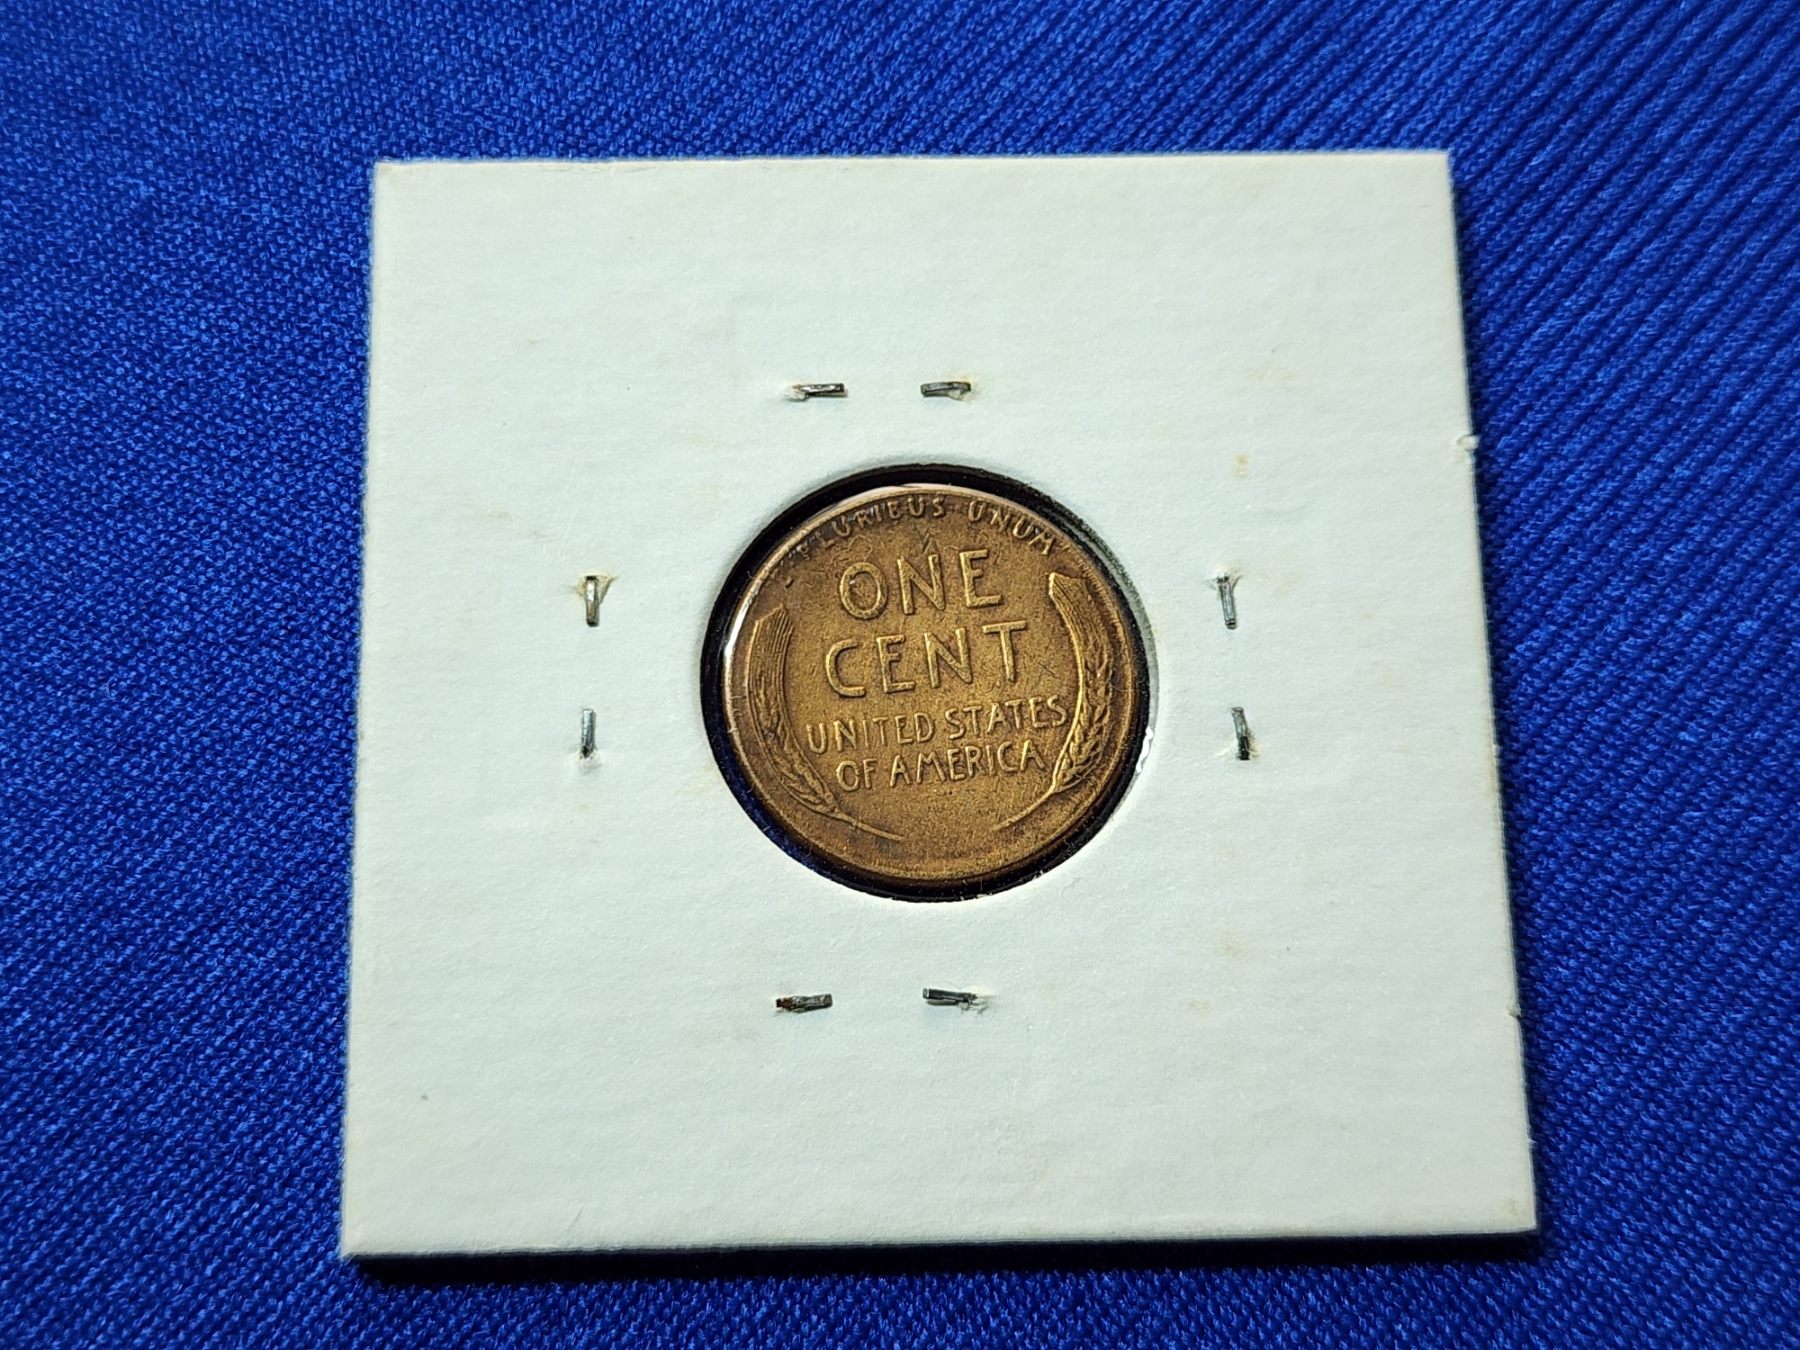 PLURIBUS UNUM
ONE
CENT
UNITED STATES
OF AMERICA